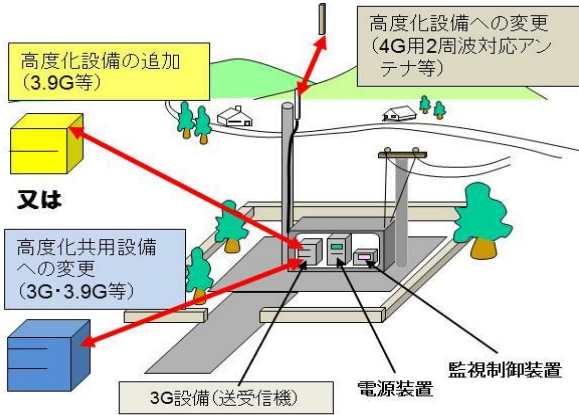 高度化設備の追加
(3.9G等)
高度化設備への変更
(4G用2周波対応アン
テナ等)
又は
高度化共用設備
への変更
(3G・3.9G等)
3G設備(送受信機)
電源装置
監視制御装置